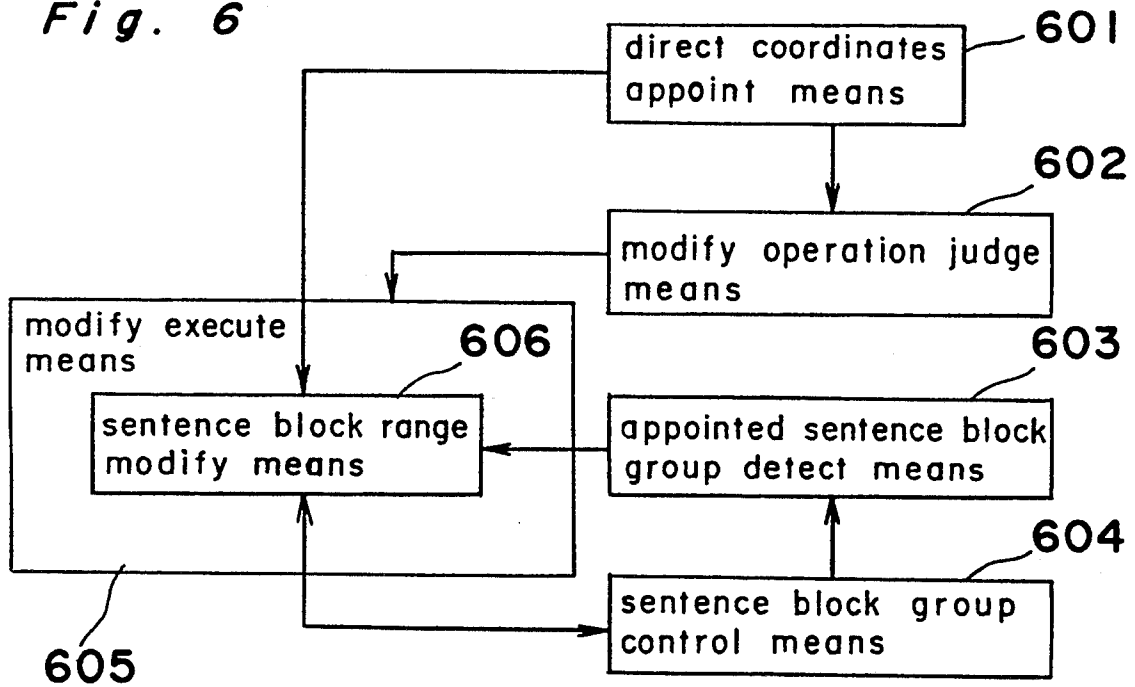 Fig. 6
601
direct coordinates
appoint means
602
modify operation judge
means
modify execute
means
606
sentence block range
modify means
603
appointed sentence block
group detect means
604
sentence block group
control means
605